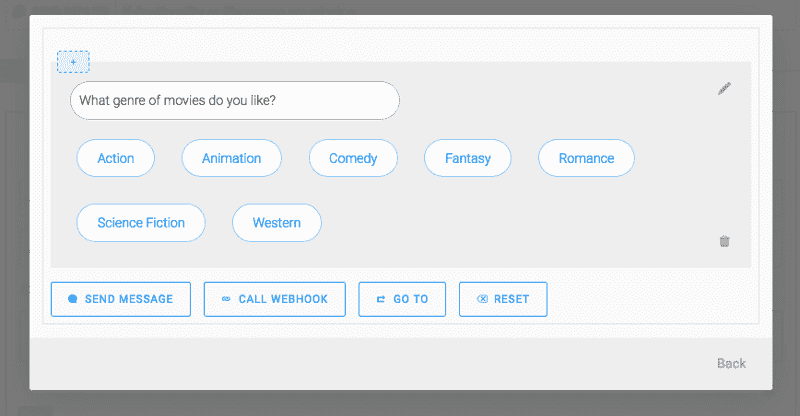 +
What genre of movies do you like?
Action Animation Comedy Fantasy Romance
Science Fiction Western
SEND MESSAGE CALL WEBHOOK GO TO RESET
Back